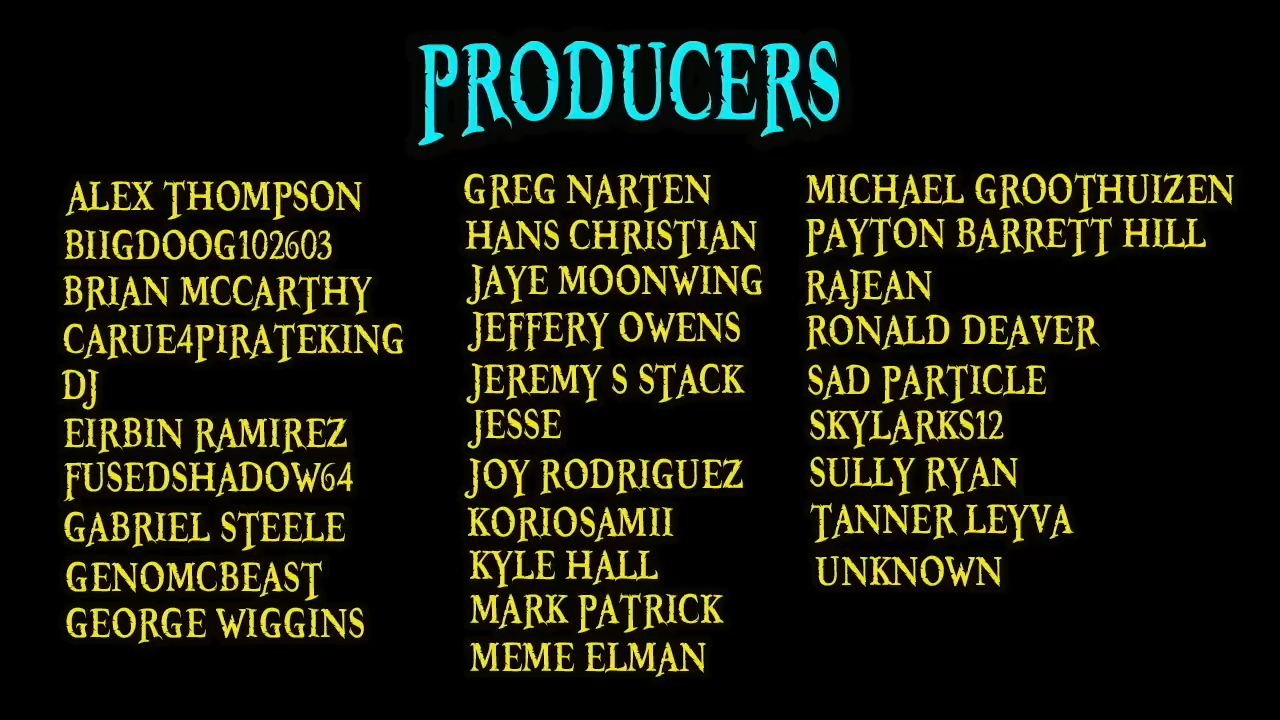 PRODUCERS
ALEX THOMPSON
BIIGDOOG102603
BRIAN MCCARTHY
CARUE4PIRATEKING
DJ
EIRBIN RAMIREZ
FUSEDSHADOW64
GABRIEL STEELE
GENOMCBEAST
GEORGE WIGGINS
GREG NARTEN
HANS CHRISTIAN
JAYE MOONWING
JEFFERY OWENS
JEREMY S STACK
JESSE
JOY RODRIGUEZ
KORIOSAMII
KYLE HALL
MARK PATRICK
MEME ELMAN
MICHAEL GROOTHUIZEN
PAYTON BARRETT HILL
RAJEAN
RONALD DEAVER
SAD PARTICLE
SKYLARKS12
SULLY RYAN
TANNER LEYVA
UNKNOWN